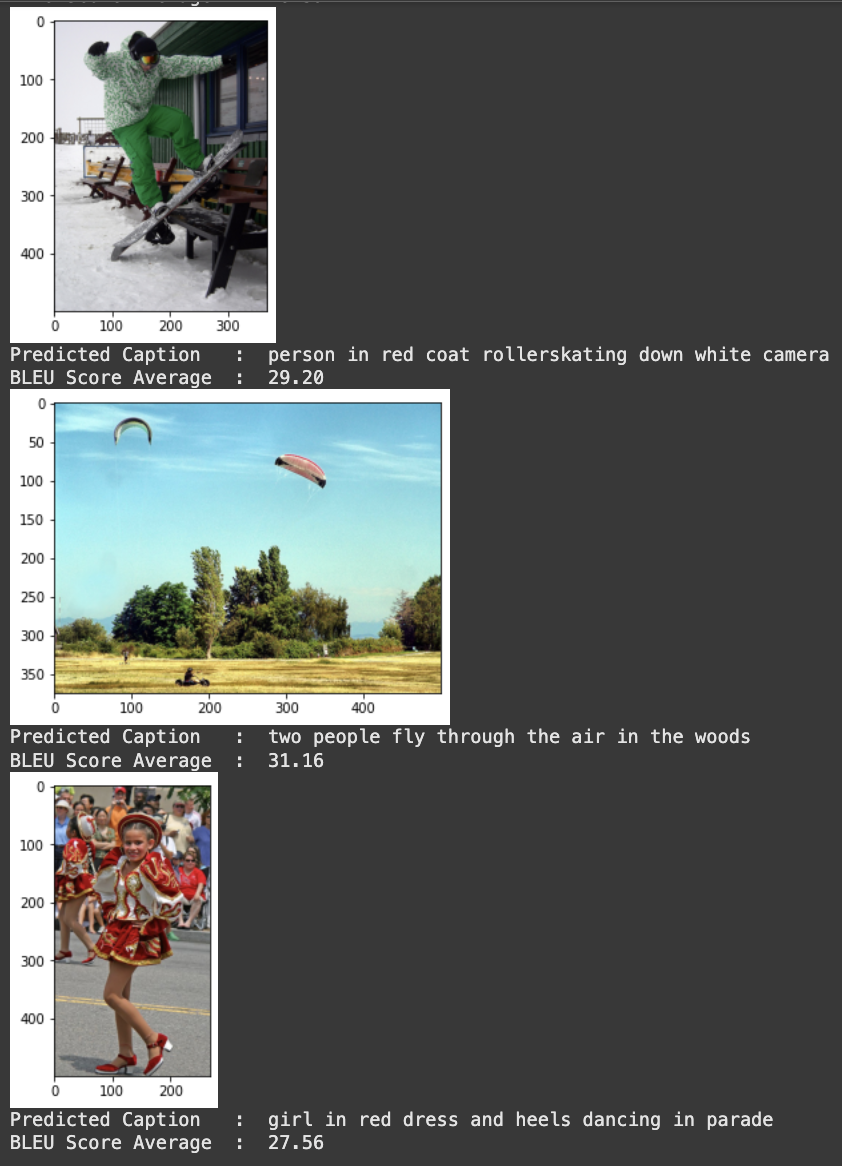 0
100
200
300
400
0 100 200 300
Predicted Caption : person in red coat rollerskating down white camera
BLEU Score Average : 29.20
0
50
100
150
200
250
300
350
0 100 200 300 400
Predicted Caption : two people fly through the air in the woods
BLEU Score Average : 31.16
0
100
200
300
400
0 100 200
Predicted Caption : girl in red dress and heels dancing in parade
BLEU Score Average : 27.56